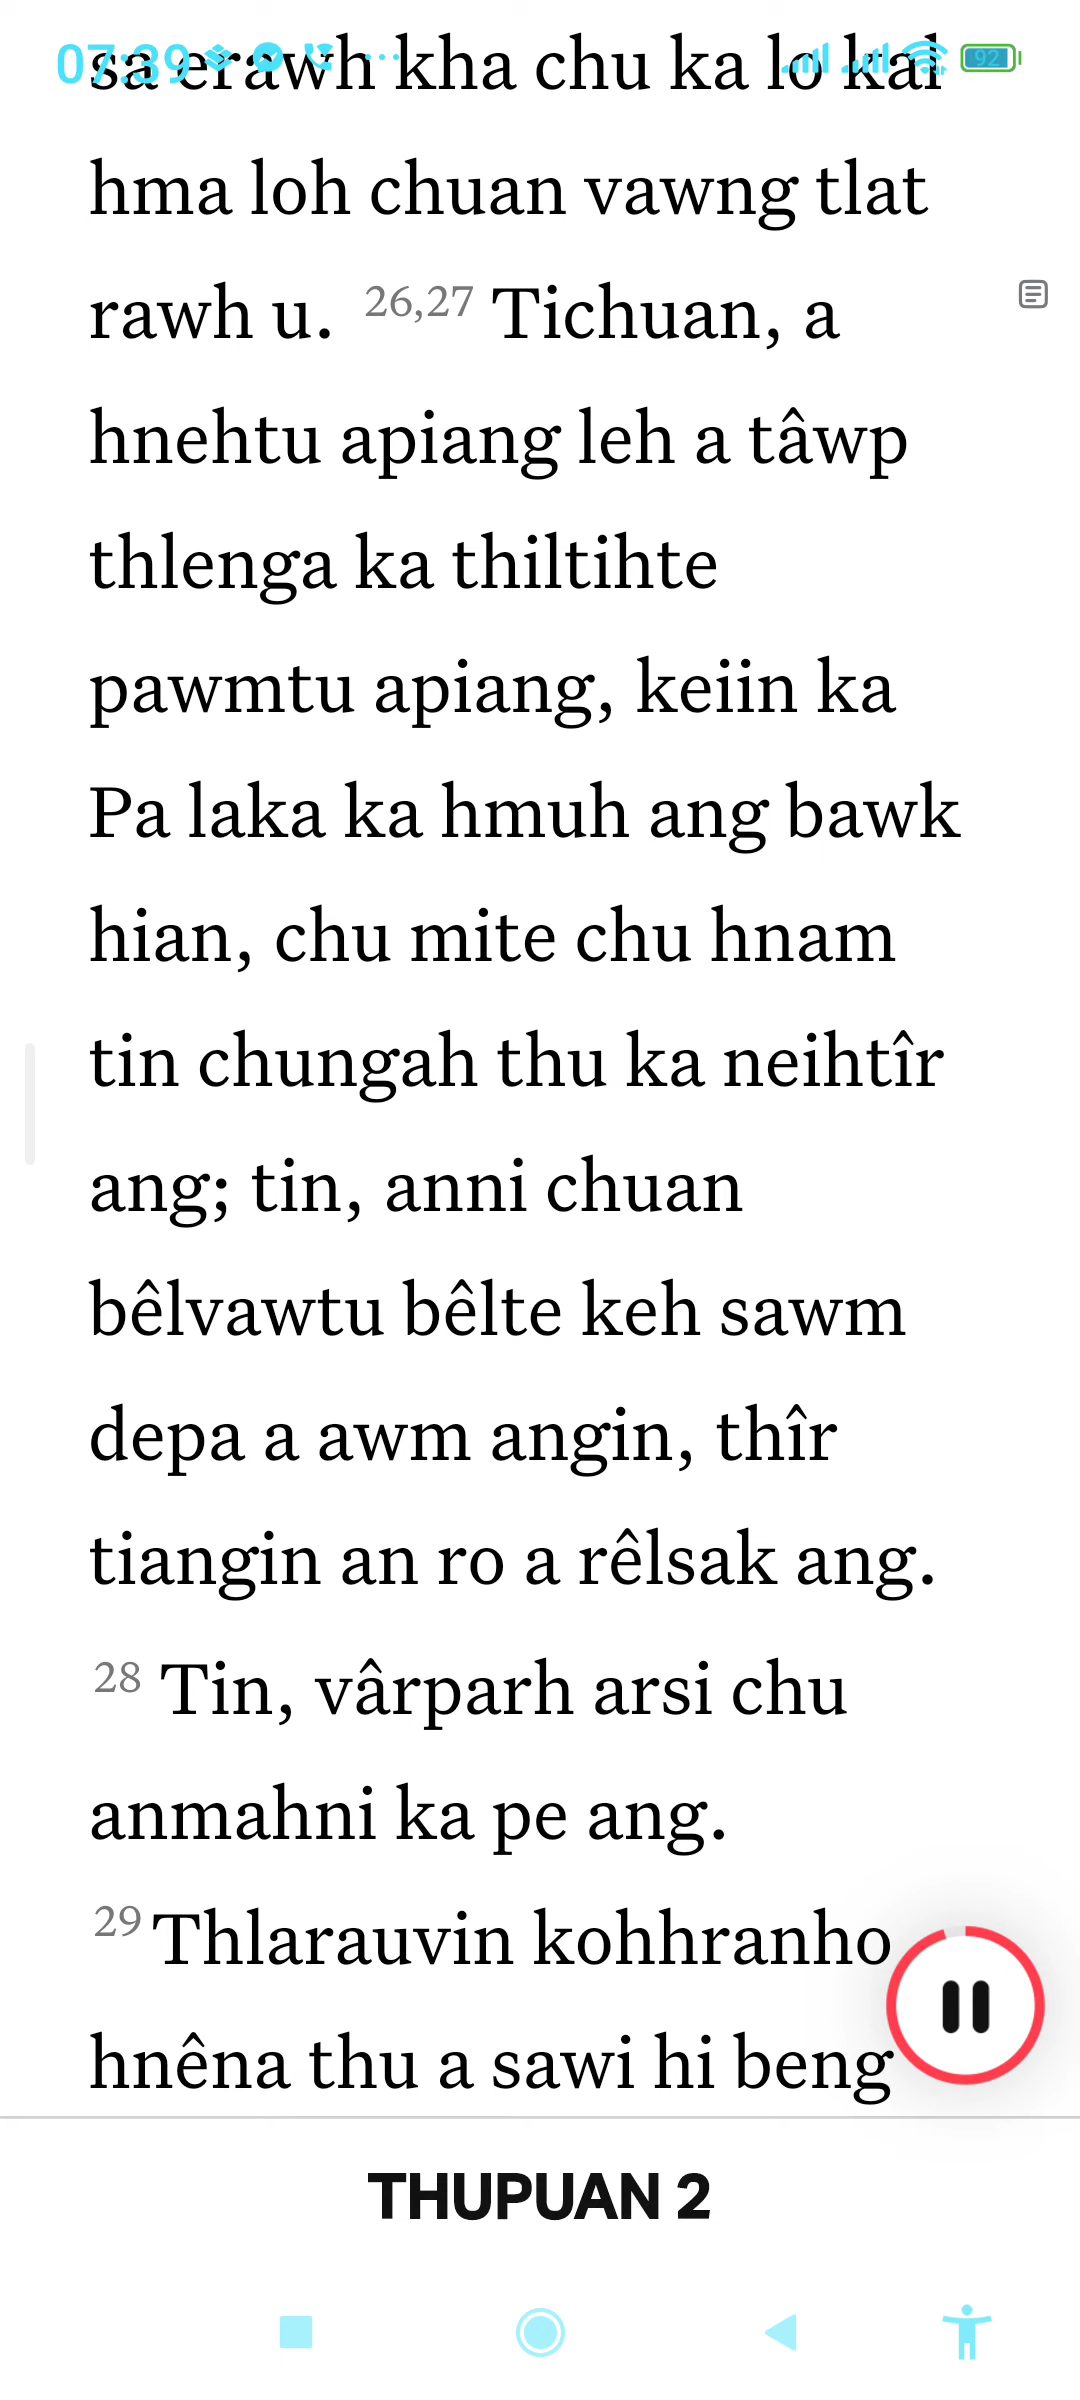 07:39
92
sa erawh kha chu ka lo kal
hma loh chuan vawng tlat
rawh u. 26,27 Tichuan, a
hnehtu apiang leh a tâwp
thlenga ka thiltihte
pawmtu apiang, keiin ka
Pa laka ka hmuh ang bawk
hian, chu mite chu hnam
tin chungah thu ka neihtîr
ang; tin, anni chuan
bêlvawtu bêlte keh sawm
depa a awm angin, thîr
tiangin an ro a rêlsak ang.
28 Tin, vârparh arsi chu
anmahni ka pe ang.
29 Thlarauvin kohhranho
hnêna thu a sawi hi beng
THUPUAN 2